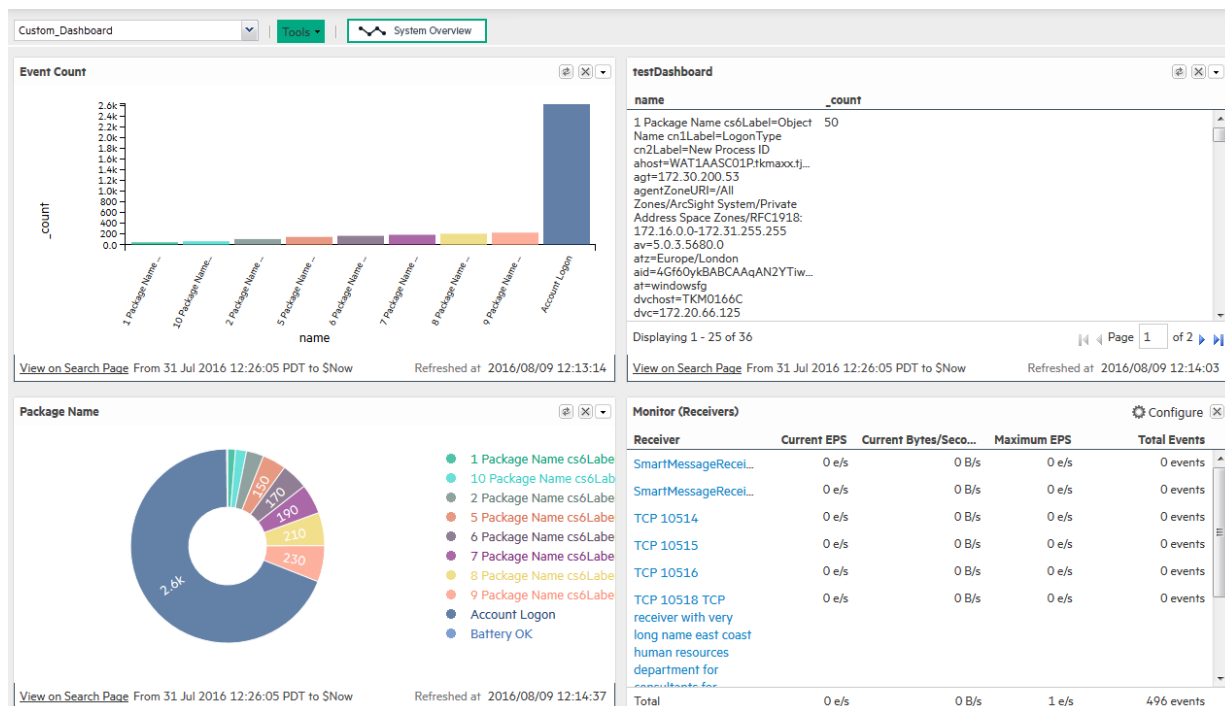 Custom_Dashboard
Tools
System Overview
Event Count
2.6k
2.4k
2.2k
2.0k
1.8k
1.6k
1.4k
1.2k
1.0k
800
600
400
200
0.0
_count
1 Package Name ...
10 Package Name...
2 Package Name ...
5 Package Name ...
6 Package Name ...
7 Package Name ...
8 Package Name ...
9 Package Name ...
Account Logon
name
View on Search Page From 31 Jul 2016 12:26:05 PDT to $Now Refreshed at 2016/08/09 12:13:14
testDashboard
name _count
1 Package Name cs6Label=Object 50
Name cn1Label=LogonType
cn2Label=New Process ID
ahost=WAT1AASC01P.tkmaxx.tj...
agt=172.30.200.53
agentZoneURI=/All
Zones/ArcSight System/Private
Address Space Zones/RFC1918:
172.16.0.0-172.31.255.255
av=5.0.3.5680.0
atz=Europe/London
aid=4Gf60ykBABCAAqAN2YTiw...
at=windowsfg
dvchost=TKM0166C
dvc=172.20.66.125
Displaying 1 - 25 of 36 Page 1 of 2
View on Search Page From 31 Jul 2016 12:26:05 PDT to $Now Refreshed at 2016/08/09 12:14:03
Package Name
150
170
190
210
230
2.6k
1 Package Name cs6Labe
10 Package Name cs6Lab
2 Package Name cs6Labe
5 Package Name cs6Labe
6 Package Name cs6Labe
7 Package Name cs6Labe
8 Package Name cs6Labe
9 Package Name cs6Labe
Account Logon
Battery OK
View on Search Page From 31 Jul 2016 12:26:05 PDT to $Now Refreshed at 2016/08/09 12:14:37
Monitor (Receivers) Configure
Receiver Current EPS Current Bytes/Seco... Maximum EPS Total Events
SmartMessageRecei... 0 e/s 0 B/s 0 e/s 0 events
SmartMessageRecei... 0 e/s 0 B/s 0 e/s 0 events
TCP 10514 0 e/s 0 B/s 0 e/s 0 events
TCP 10515 0 e/s 0 B/s 0 e/s 0 events
TCP 10516 0 e/s 0 B/s 0 e/s 0 events
TCP 10518 TCP 0 e/s 0 B/s 0 e/s 0 events
receiver with very
long name east coast
human resources
department for
consultants for
Total 0 e/s 0 B/s 1 e/s 496 events